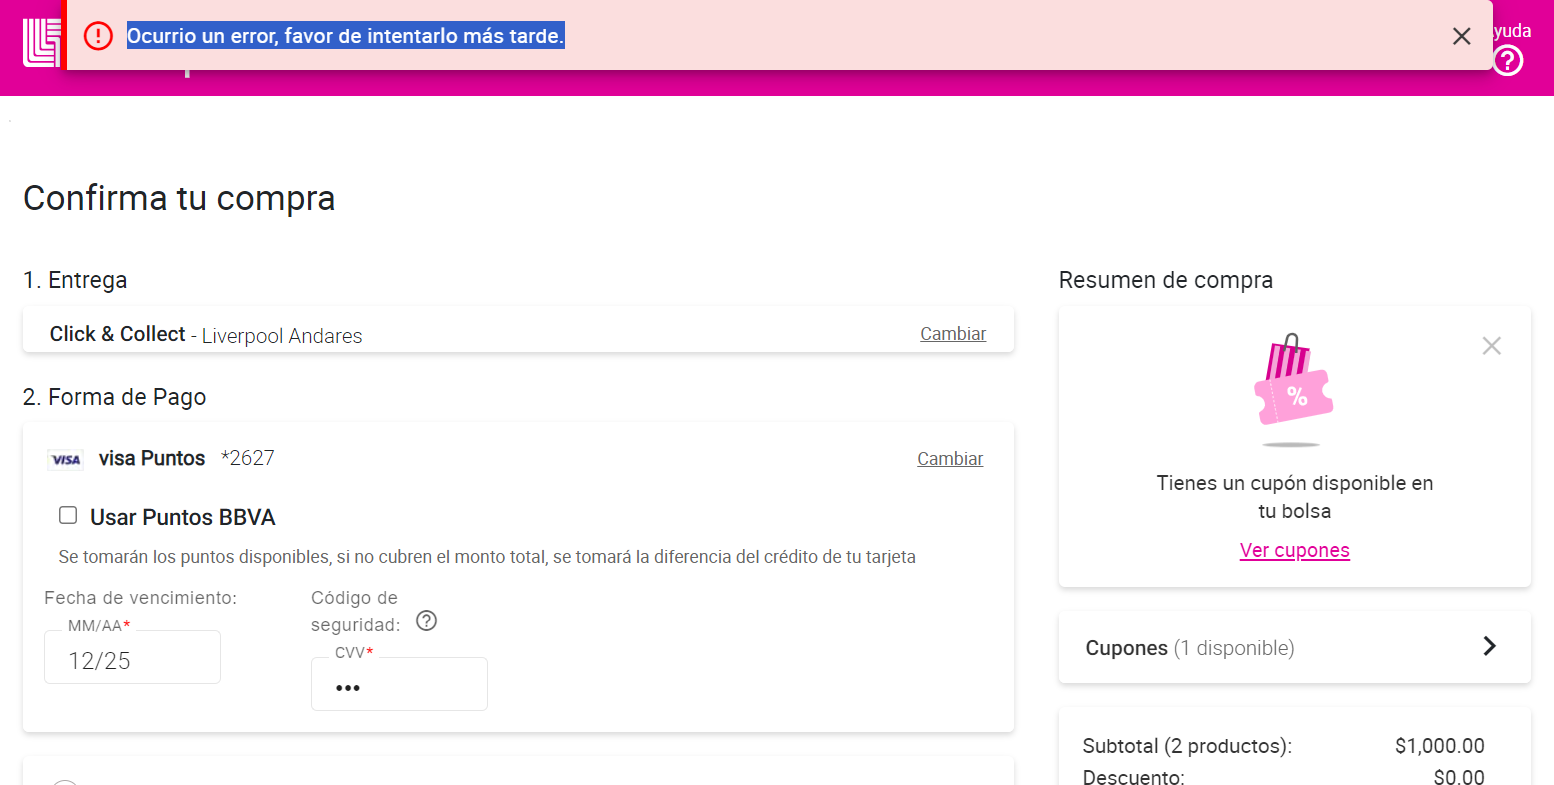 Ocurrio un error, favor de intentarlo más tarde.
yuda
Confirma tu compra
1. Entrega
Click & Collect - Liverpool Andares
Cambiar
2. Forma de Pago
VISA visa Puntos *2627
Cambiar
Usar Puntos BBVA
Se tomarán los puntos disponibles, si no cubren el monto total, se tomará la diferencia del crédito de tu tarjeta
Fecha de vencimiento:
MM/AA*
12/25
Código de
seguridad:
CVV*
•••
Resumen de compra
%
Tienes un cupón disponible en
tu bolsa
Ver cupones
Cupones (1 disponible)
Subtotal (2 productos): $1,000.00
Descuento: $0.00